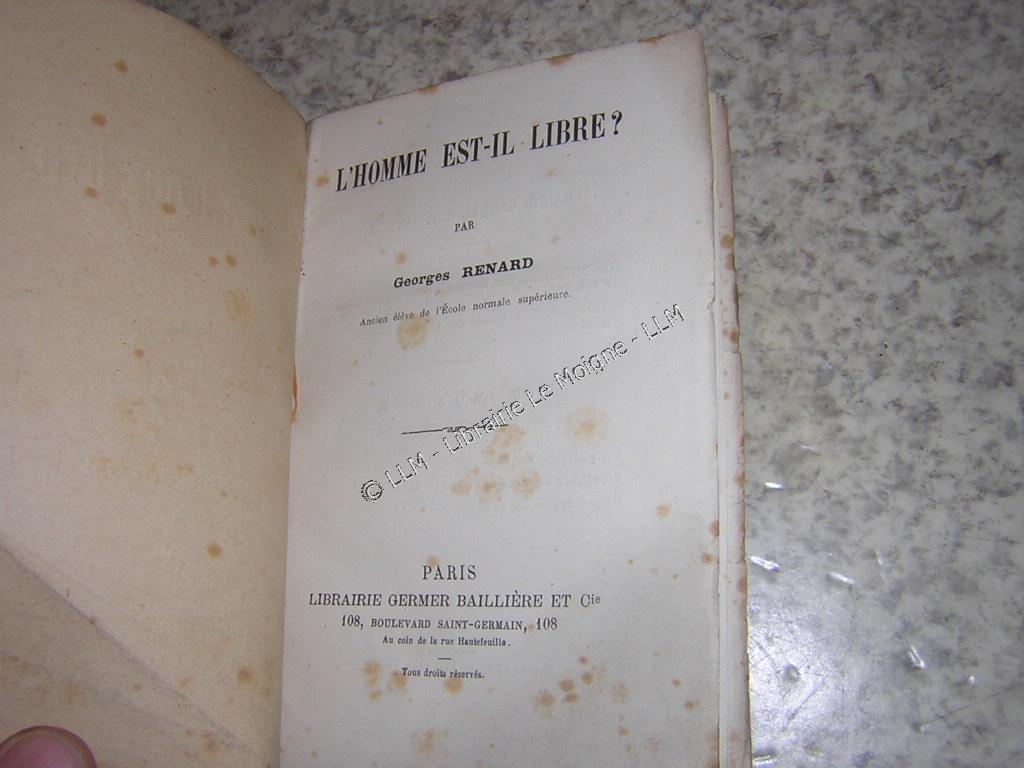 L'HOMME EST-IL LIBRE ?
PAR
Georges RENARD
Ancien élève de l'École normale supérieure.
© LLM - Librairie Le Moigne - LLM
PARIS
LIBRAIRIE GERMER BAILLIÈRE ET Cie
108, BOULEVARD SAINT-GERMAIN, 108
Au coin de la rue Hautefeuille.
Tous droits réservés.